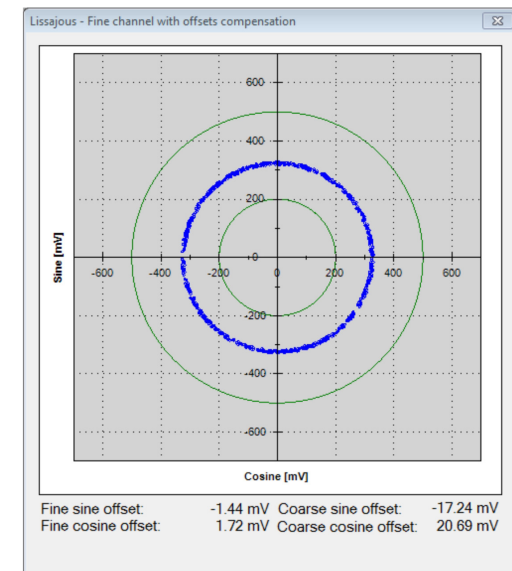 Lissajous - Fine channel with offsets compensation
600
400
200
-600 -400 -200 0 0 200 400 600
-200
-400
-600
Sine [mV]
Cosine [mV]
Fine sine offset: -1.44 mV Coarse sine offset: -17.24 mV
Fine cosine offset: 1.72 mV Coarse cosine offset: 20.69 mV